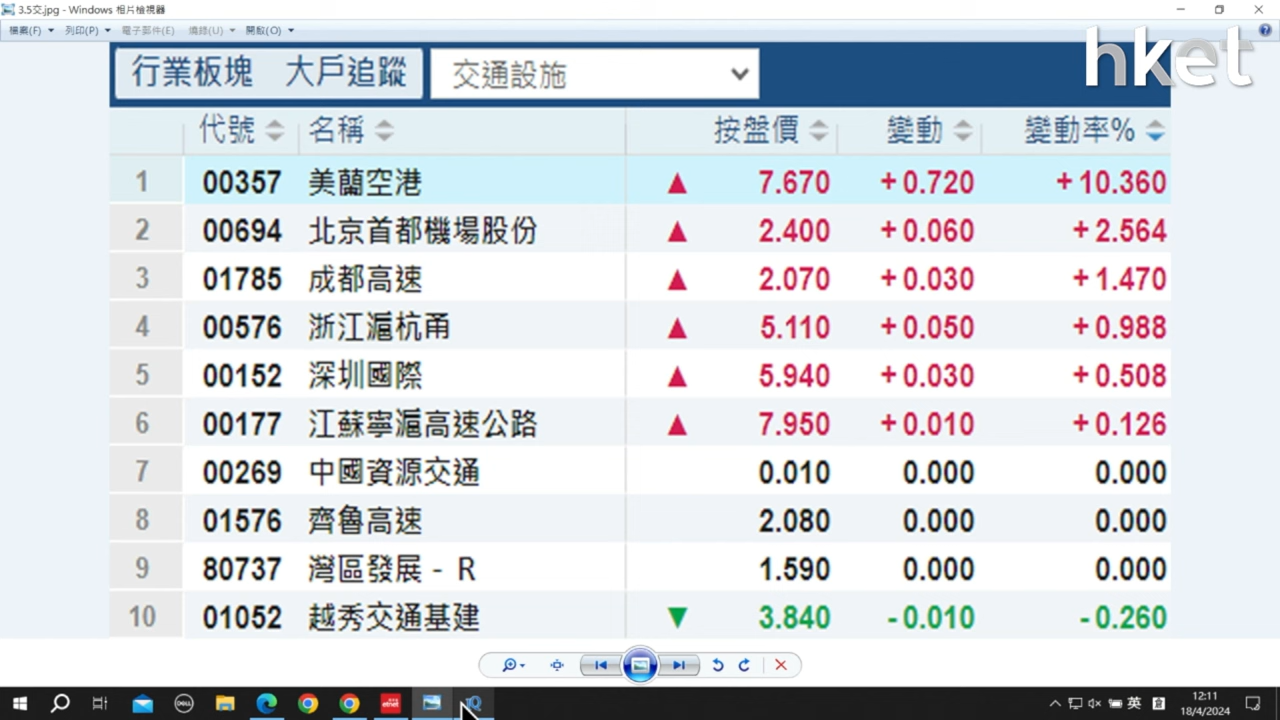 3.5交.jpg - Windows 相片檢視器
檔案(F) 列印(P) 電子郵件(E) 燒錄(U) 開啟(O)
hket
行業板塊 大戶追蹤 交通設施
代號 名稱 按盤價 變動 變動率%
1 00357 美蘭空港 ▲ 7.670 +0.720 +10.360
2 00694 北京首都機場股份 ▲ 2.400 +0.060 +2.564
3 01785 成都高速 ▲ 2.070 +0.030 +1.470
4 00576 浙江滬杭甬 ▲ 5.110 +0.050 +0.988
5 00152 深圳國際 ▲ 5.940 +0.030 +0.508
6 00177 江蘇寧滬高速公路 ▲ 7.950 +0.010 +0.126
7 00269 中國資源交通 0.010 0.000 0.000
8 01576 齊魯高速 2.080 0.000 0.000
9 80737 灣區發展 - R 1.590 0.000 0.000
10 01052 越秀交通基建 ▼ 3.840 -0.010 -0.260
DELL etnet IQ 英 12:11
18/4/2024